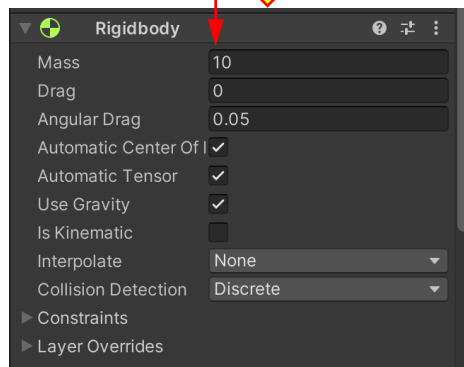 Rigidbody
Mass 10
Drag 0
Angular Drag 0.05
Automatic Center Of
Automatic Tensor
Use Gravity
Is Kinematic
Interpolate None
Collision Detection Discrete
Constraints
Layer Overrides